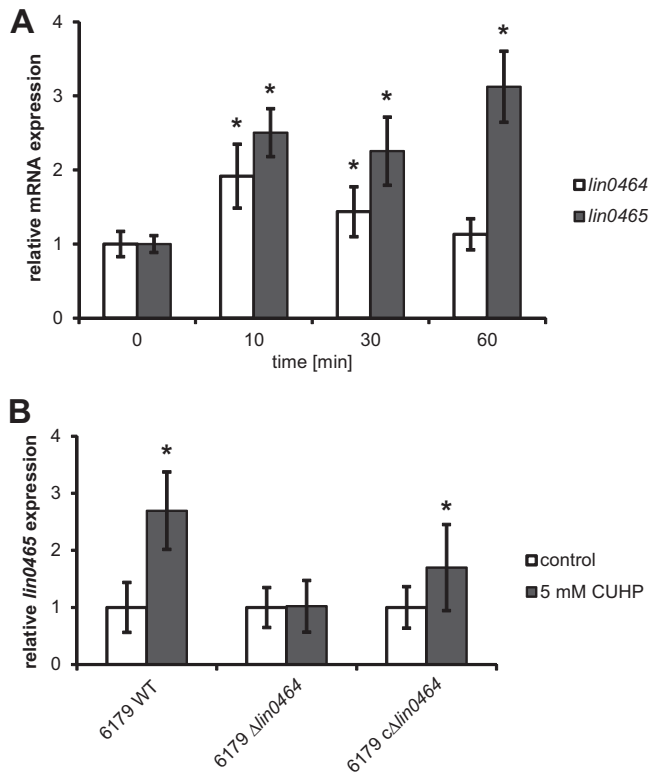 A
relative mRNA expression
4
3
2
1
0
* * * * *
0 10 30 60
time [min]
lin0464
lin0465
B
relative lin0465 expression
4
3
2
1
0
* *
6179 WT
6179 Δlin0464
6179 cΔlin0464
control
5 mM CUHP